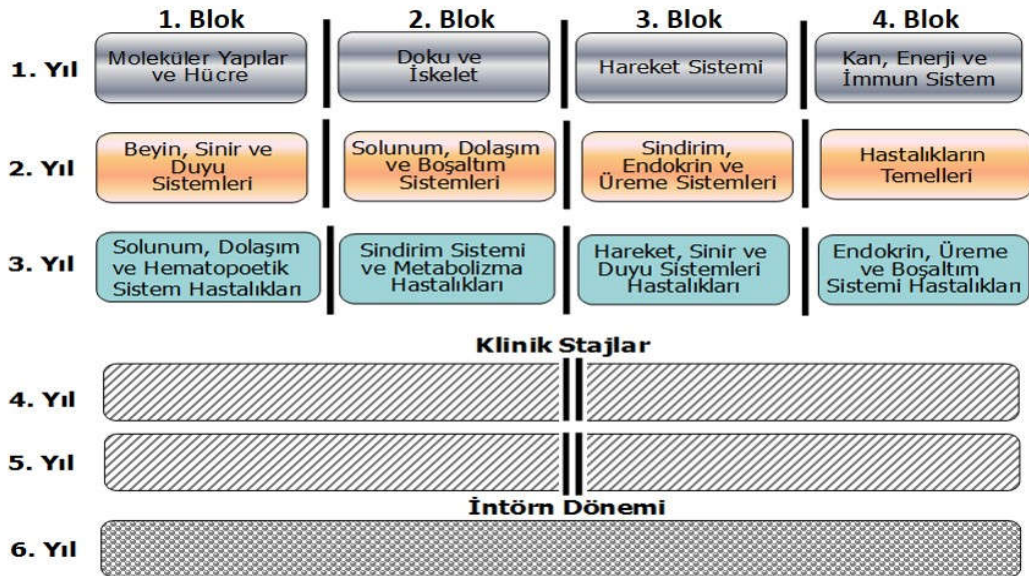 1. Blok 2. Blok 3. Blok 4. Blok
1. Yıl
Moleküler Yapılar
ve Hücre
Doku ve
İskelet
Hareket Sistemi
Kan, Enerji ve
İmmun Sistem
2. Yıl
Beyin, Sinir ve
Duyu
Sistemleri
Solunum, Dolaşım
ve Boşaltım
Sistemleri
Sindirim,
Endokrin ve
Üreme Sistemleri
Hastalıkların
Temelleri
3. Yıl
Solunum, Dolaşım
ve Hematopoetik
Sistem Hastalıkları
Sindirim Sistemi
ve Metabolizma
Hastalıkları
Hareket, Sinir ve
Duyu Sistemleri
Hastalıkları
Endokrin, Üreme
ve Boşaltım
Sistemi Hastalıkları
Klinik Stajlar
4. Yıl
5. Yıl
İntörn Dönemi
6. Yıl